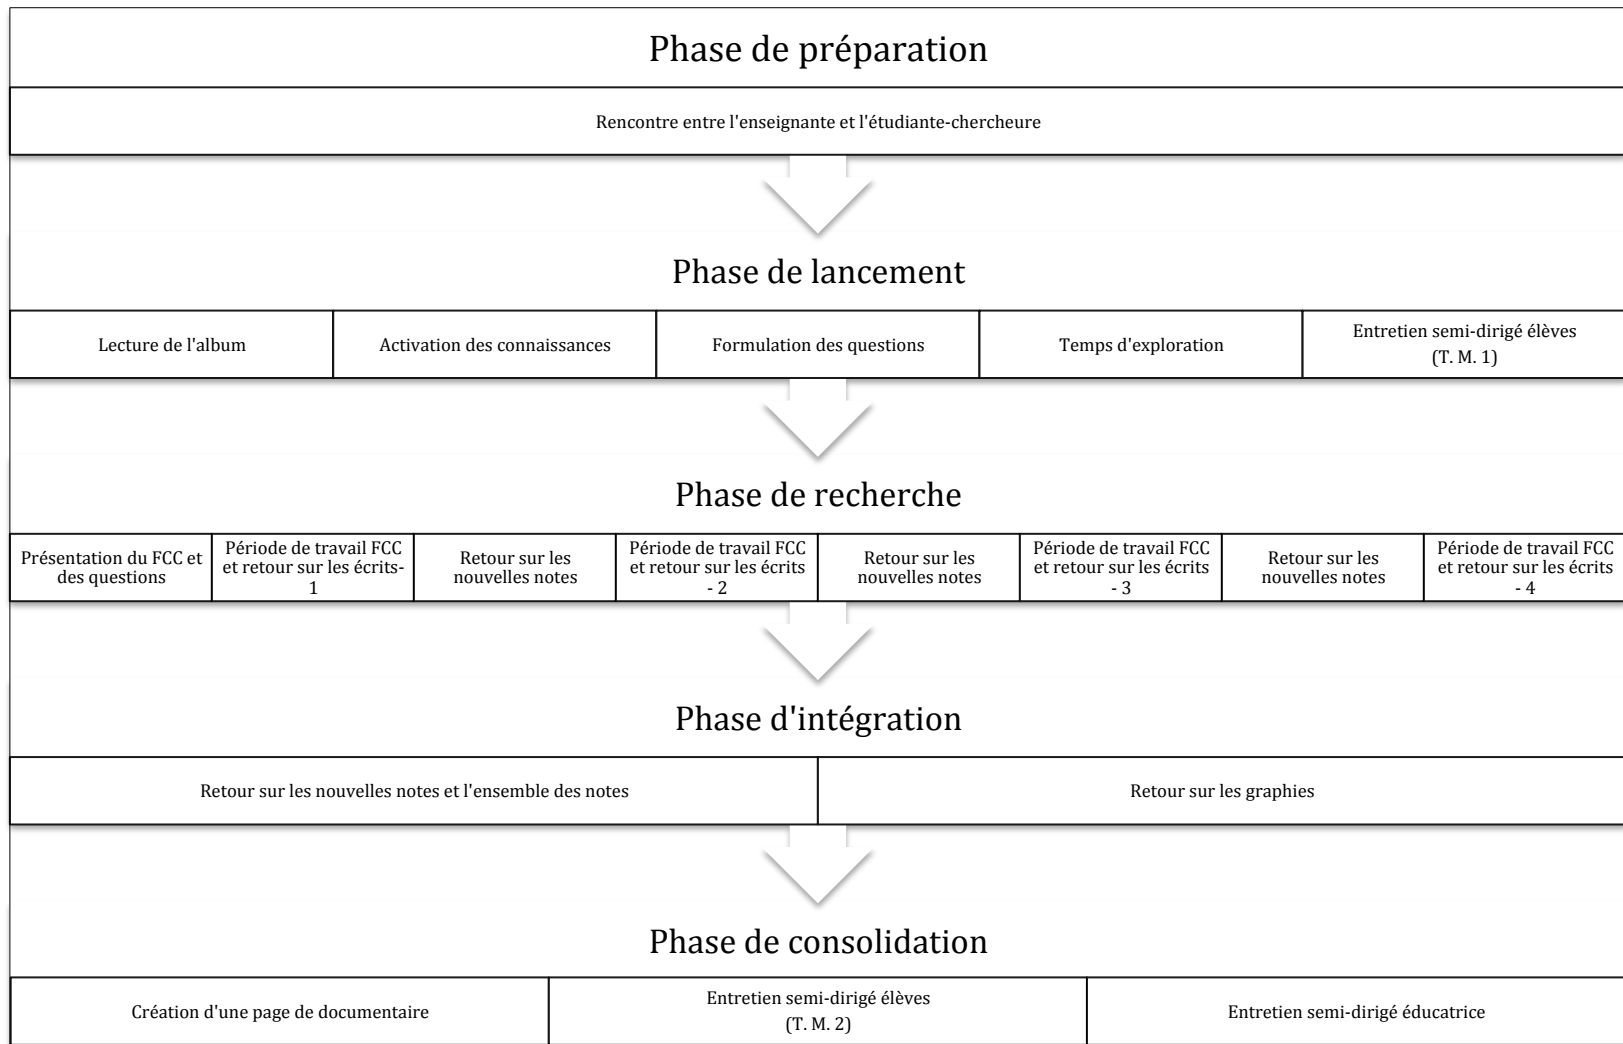 Phase de préparation
Rencontre entre l'enseignante et l'étudiante-chercheure
Phase de lancement
Lecture de l'album
Activation des connaissances
Formulation des questions
Temps d'exploration
Entretien semi-dirigé élèves
(T. M. 1)
Phase de recherche
Présentation du FCC et
des questions
Période de travail FCC
et retour sur les écrits-
1
Retour sur les
nouvelles notes
Période de travail FCC
et retour sur les écrits
- 2
Retour sur les
nouvelles notes
Période de travail FCC
et retour sur les écrits
- 3
Retour sur les
nouvelles notes
Période de travail FCC
et retour sur les écrits
- 4
Phase d'intégration
Retour sur les nouvelles notes et l'ensemble des notes
Retour sur les graphies
Phase de consolidation
Création d'une page de documentaire
Entretien semi-dirigé élèves
(T. M. 2)
Entretien semi-dirigé éducatrice